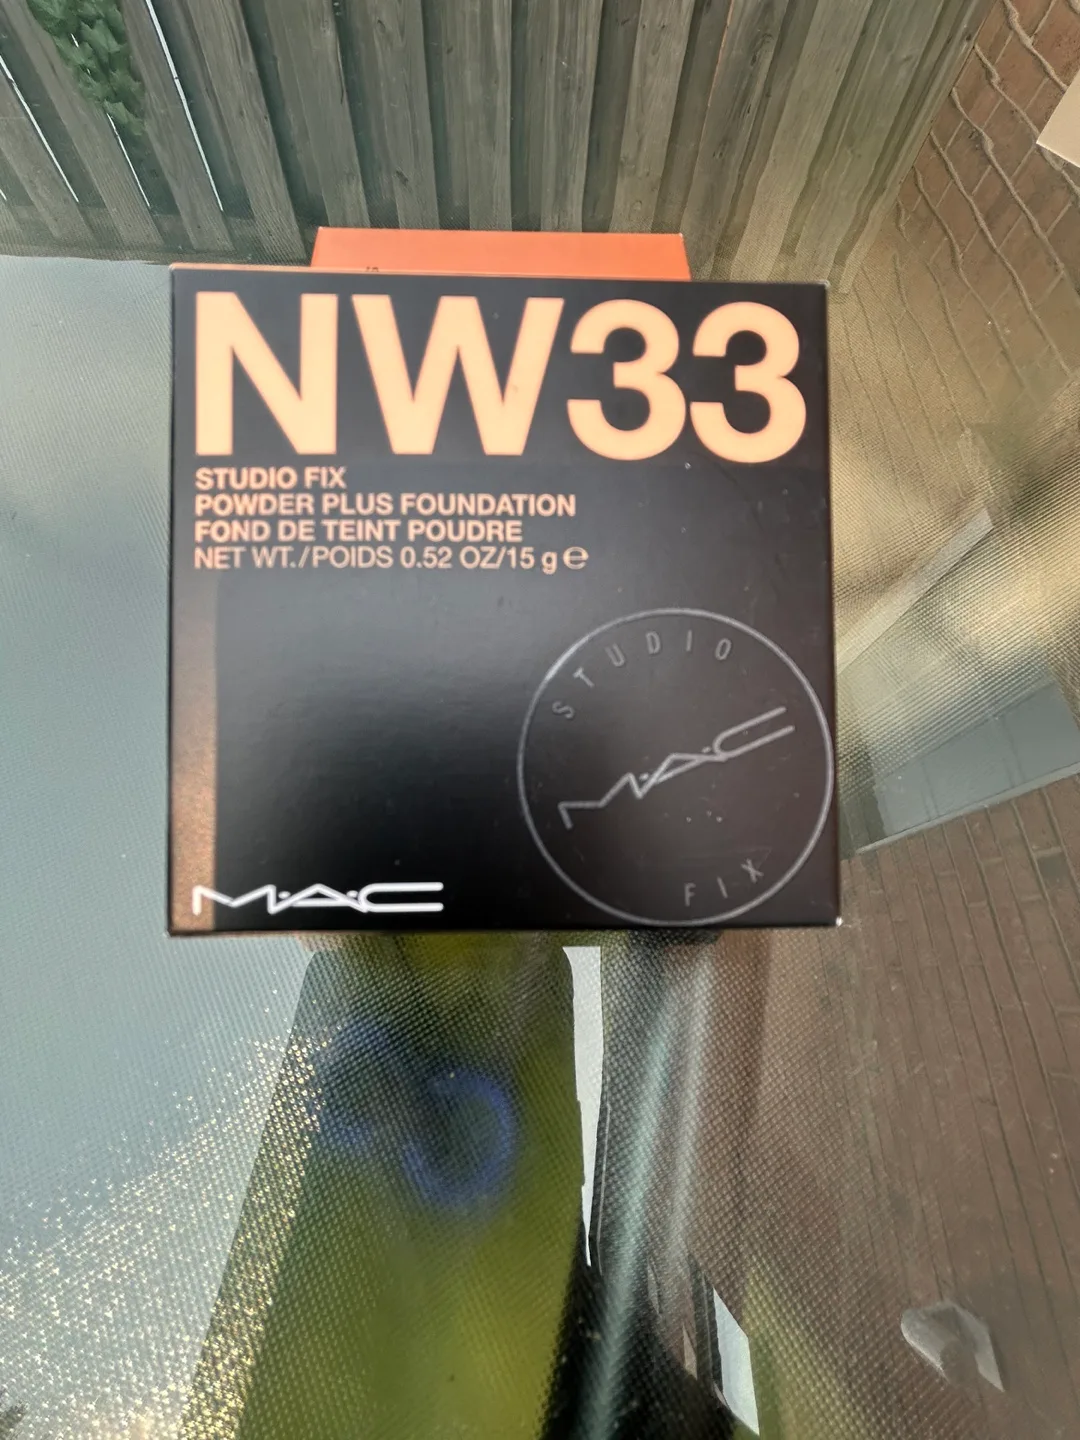 NW33
STUDIO FIX
POWDER PLUS FOUNDATION
FOND DE TEINT POUDRE
NET WT./POIDS 0.52 OZ/15 g ℮
STUDIO
M·A·C
FIX
M·A·C